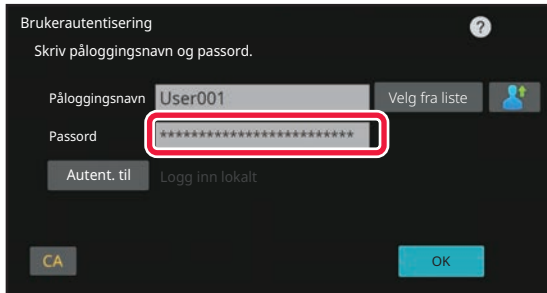 Brukerautentisering
?
Skriv påloggingsnavn og passord.
Påloggingsnavn User001 Velg fra liste
Passord *************************
Autent. til Logg inn lokalt
CA OK